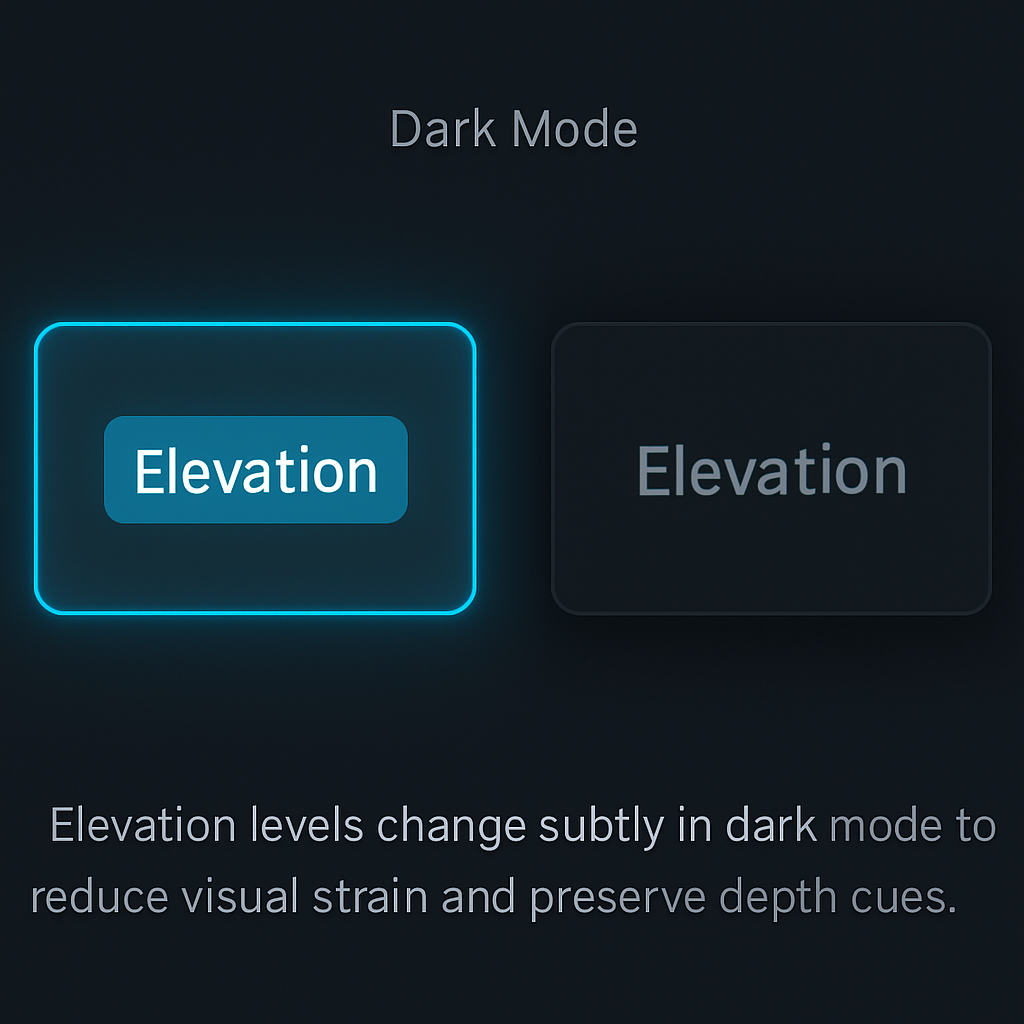 Dark Mode
Elevation
Elevation
Elevation levels change subtly in dark mode to
reduce visual strain and preserve depth cues.